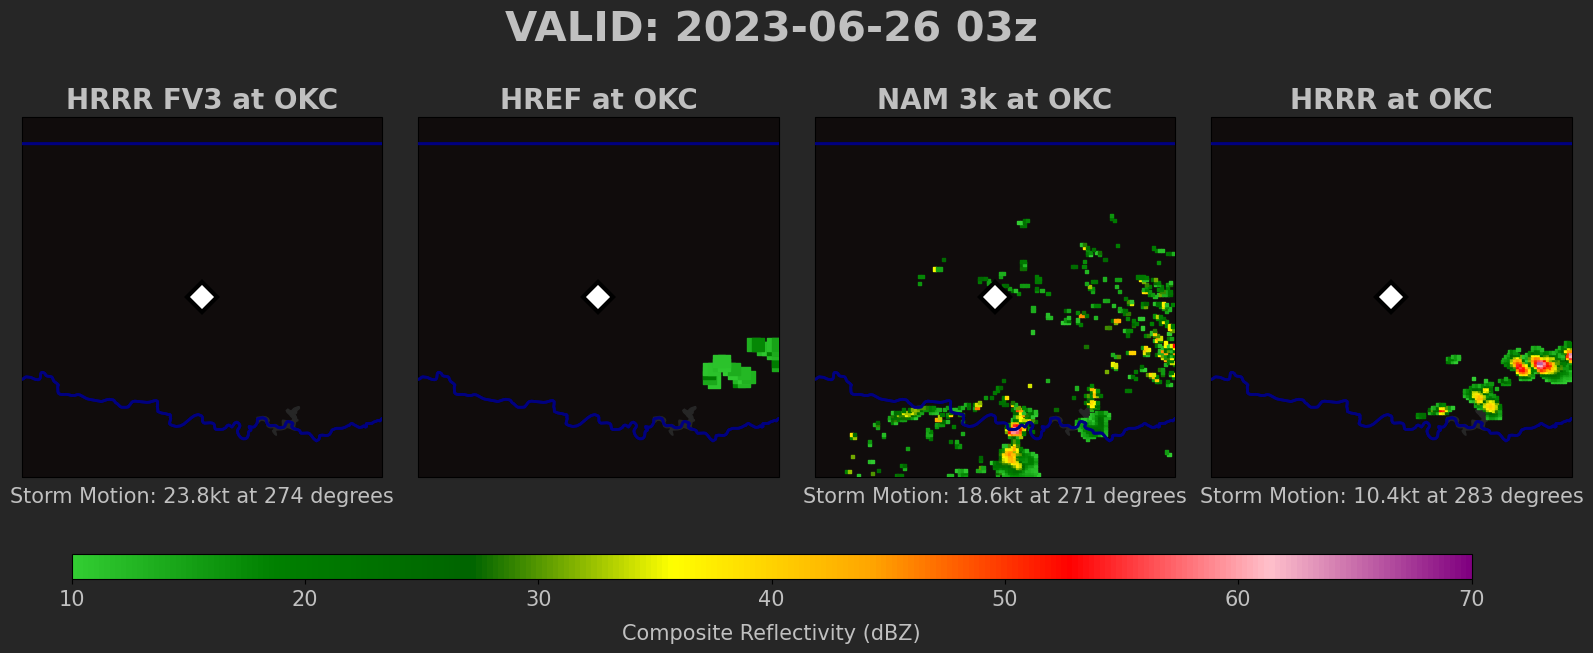 VALID: 2023-06-26 03z
HRRR FV3 at OKC
HREF at OKC
NAM 3k at OKC
HRRR at OKC
Storm Motion: 23.8kt at 274 degrees
Storm Motion: 18.6kt at 271 degrees
Storm Motion: 10.4kt at 283 degrees
10 20 30 40 50 60 70
Composite Reflectivity (dBZ)